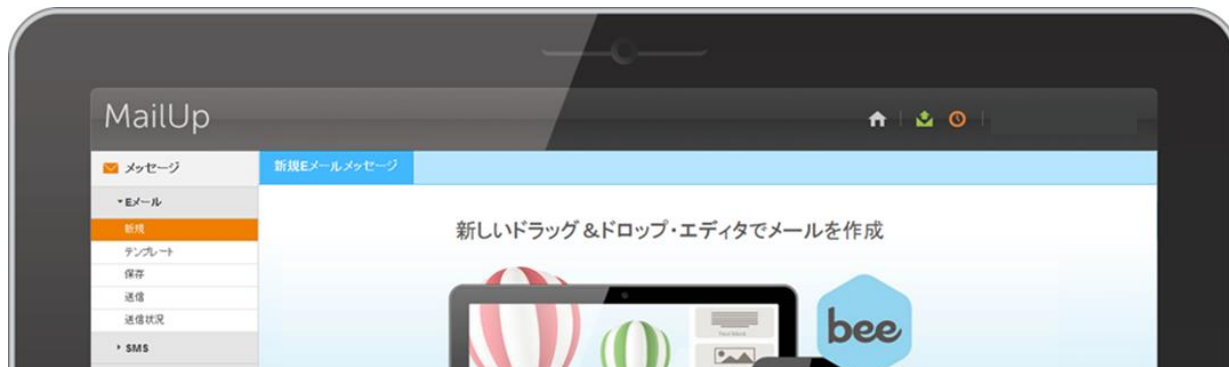 MailUp
メッセージ
新規Eメールメッセージ
Eメール
新規
テンプレート
保存
送信
送信状況
SMS
新しいドラッグ&ドロップ・エディタでメールを作成
Text block
bee